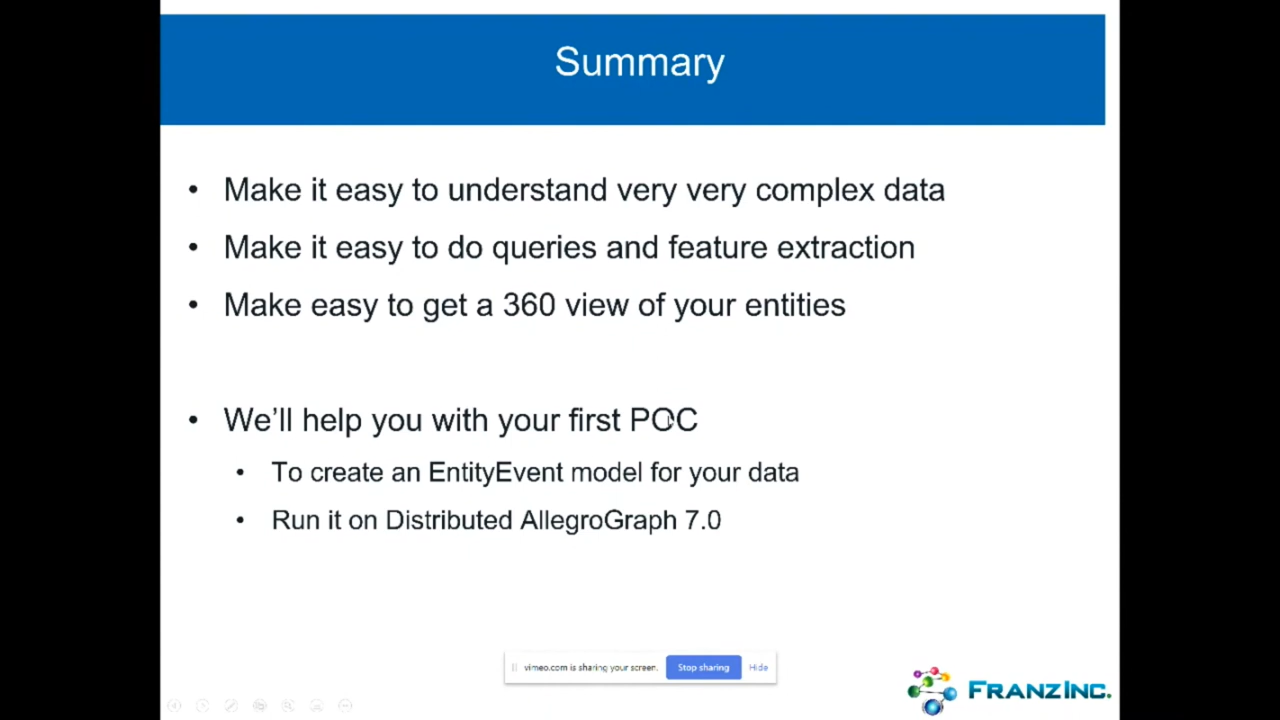 Summary
• Make it easy to understand very very complex data
• Make it easy to do queries and feature extraction
• Make easy to get a 360 view of your entities
• We’ll help you with your first POC
• To create an EntityEvent model for your data
• Run it on Distributed AllegroGraph 7.0
vimeo.com is sharing your screen. Stop sharing Hide
FRANZ INC.